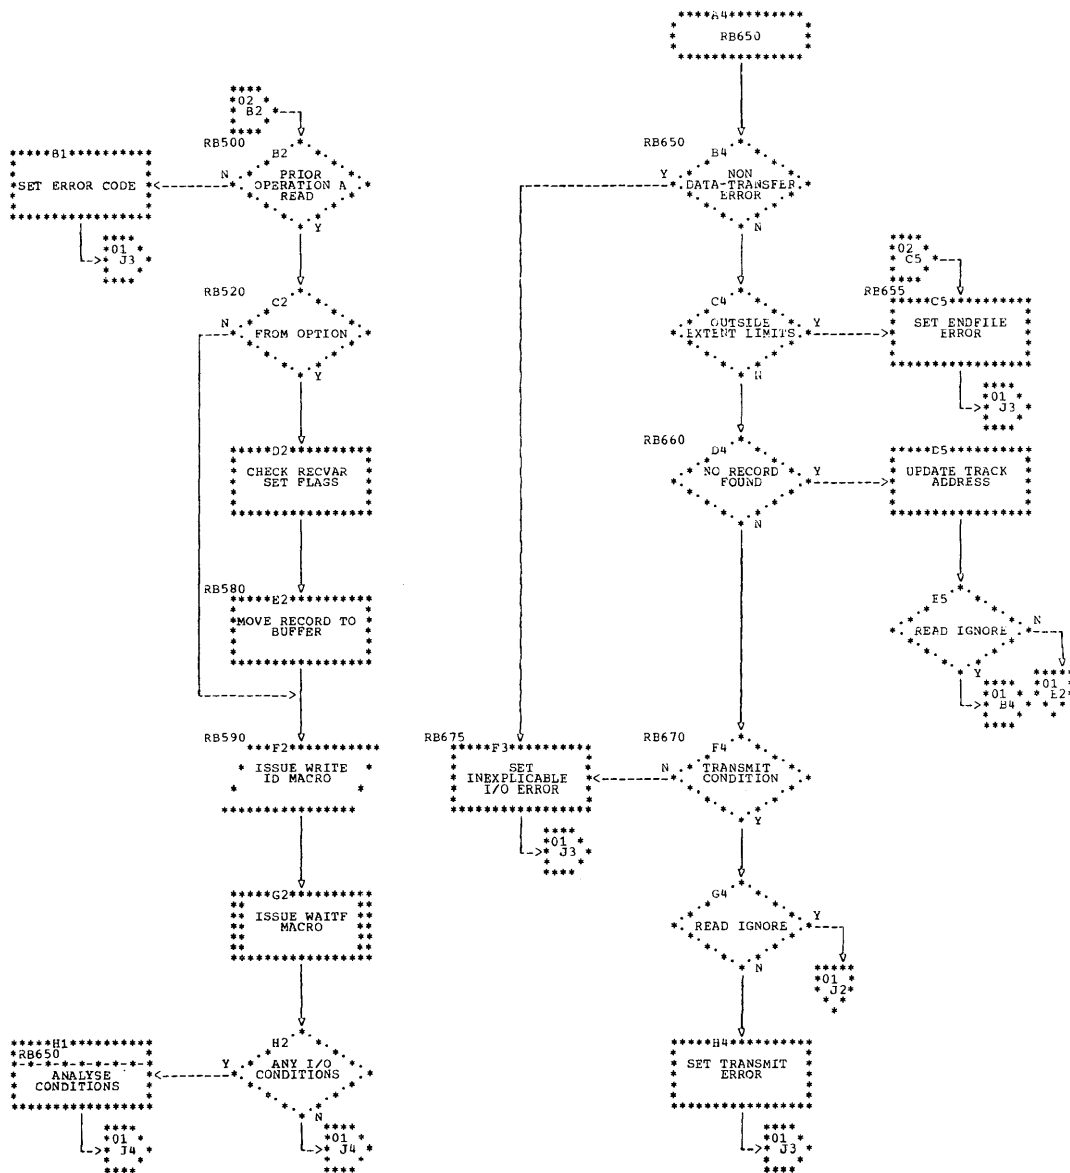 A4
RB650
02
B2
RB500
B2
PRIOR
OPERATION A
READ
N
Y
B1
SET ERROR CODE
01
J3
RB520
C2
FROM OPTION
N
Y
D2
CHECK RECVAR
SET FLAGS
RB580
E2
MOVE RECORD TO
BUFFER
RB590
F2
ISSUE WRITE
ID MACRO
G2
ISSUE WAITF
MACRO
H2
ANY I/O
CONDITIONS
Y
N
H1
RB650
ANALYSE
CONDITIONS
01
J4
01
J4
RB650
B4
NON
DATA-TRANSFER
ERROR
Y
N
C4
OUTSIDE
EXTENT LIMITS
Y
N
02
C5
RB655
C5
SET ENDFILE
ERROR
01
J3
RB660
D4
NO RECORD
FOUND
Y
N
D5
UPDATE TRACK
ADDRESS
E5
READ IGNORE
N
Y
01
B4
01
E2
RB670
F4
TRANSMIT
CONDITION
N
Y
RB675
F3
SET
INEXPLICABLE
I/O ERROR
01
J3
G4
READ IGNORE
Y
N
01
J2
H4
SET TRANSMIT
ERROR
01
J3